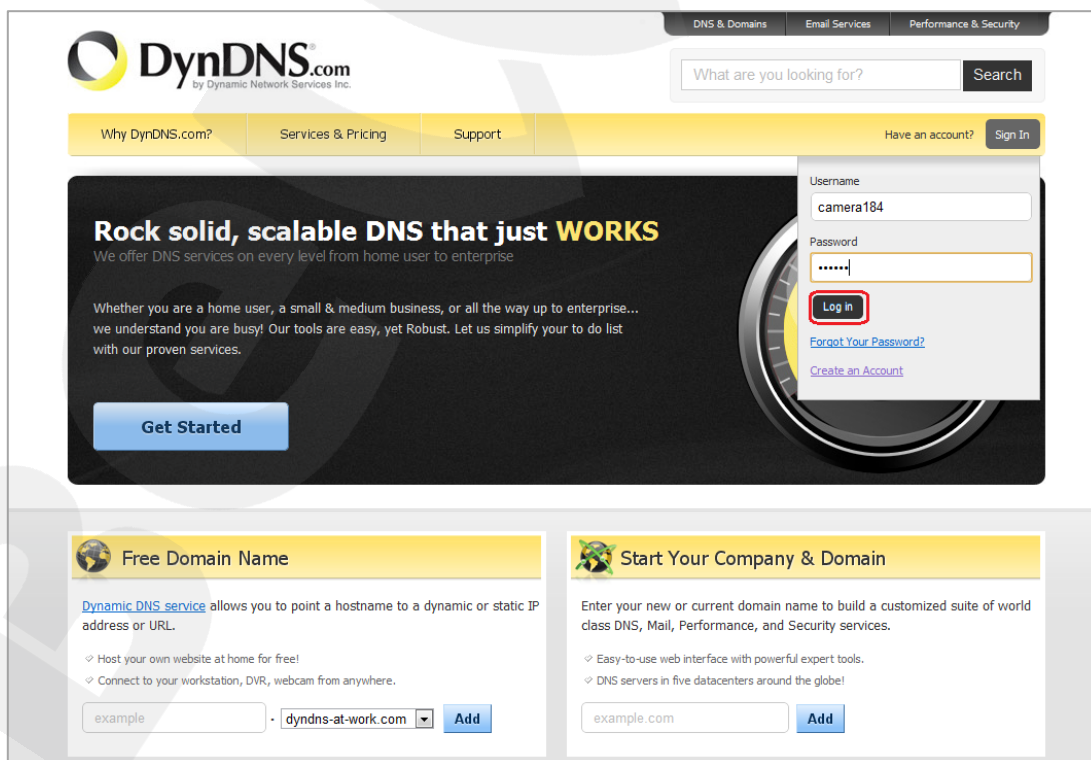 DNS & Domains Email Services Performance & Security
DynDNS.com
by Dynamic Network Services Inc.
What are you looking for? Search
Why DynDNS.com? Services & Pricing Support Have an account? Sign In
Username
camera184
Password
••••••
Log in
Forgot Your Password?
Create an Account
Rock solid, scalable DNS that just WORKS
We offer DNS services on every level from home user to enterprise
Whether you are a home user, a small & medium business, or all the way up to enterprise...
we understand you are busy! Our tools are easy, yet Robust. Let us simplify your to do list
with our proven services.
Get Started
Free Domain Name
Dynamic DNS service allows you to point a hostname to a dynamic or static IP
address or URL.
Host your own website at home for free!
Connect to your workstation, DVR, webcam from anywhere.
example . dyndns-at-work.com Add
Start Your Company & Domain
Enter your new or current domain name to build a customized suite of world
class DNS, Mail, Performance, and Security services.
Easy-to-use web interface with powerful expert tools.
DNS servers in five datacenters around the globe!
example.com Add